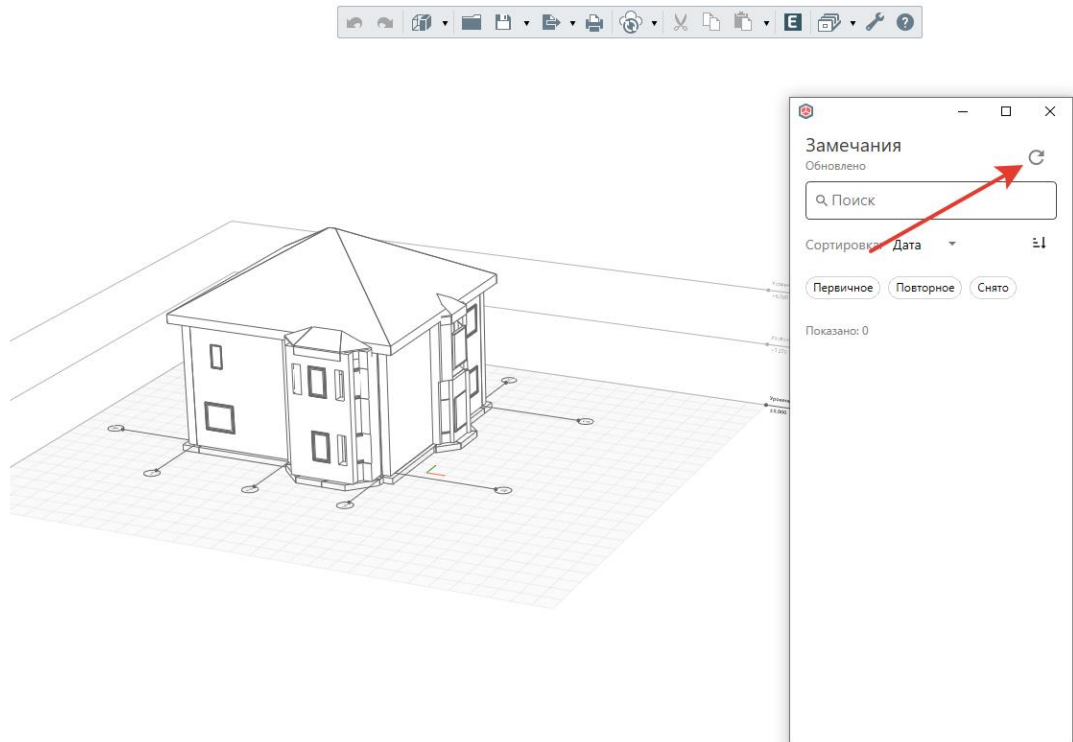 E
Замечания
Обновлено
Поиск
Сортировка: Дата
Первичное Повторное Снято
Показано: 0